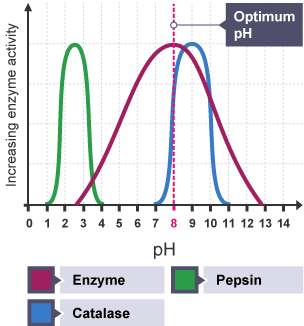 Optimum
pH
Increasing enzyme activity
0 1 2 3 4 5 6 7 8 9 10 11 12 13 14
pH
Enzyme
Pepsin
Catalase